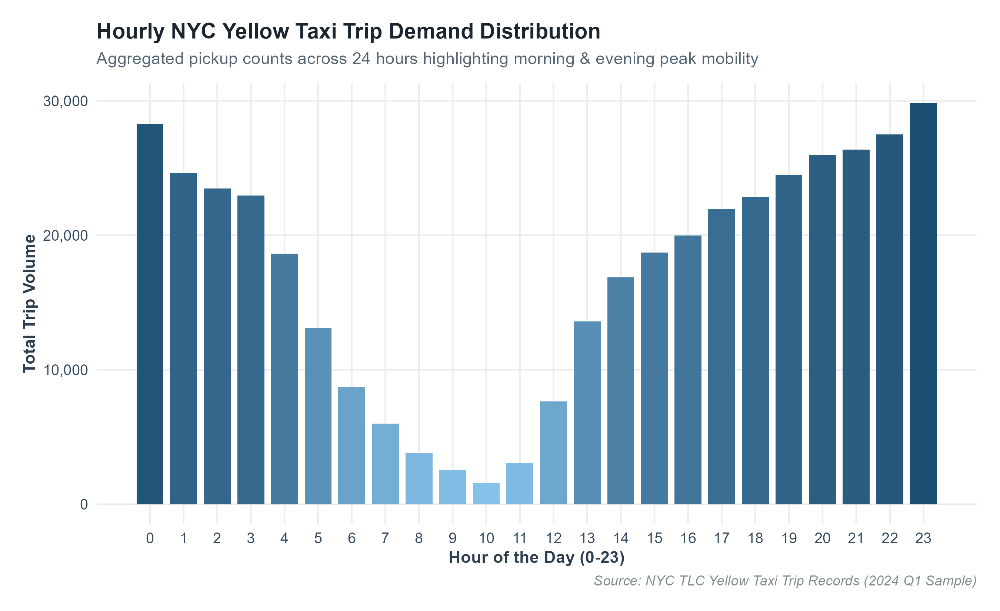 Hourly NYC Yellow Taxi Trip Demand Distribution
Aggregated pickup counts across 24 hours highlighting morning & evening peak mobility
Total Trip Volume
30,000
20,000
10,000
0
0 1 2 3 4 5 6 7 8 9 10 11 12 13 14 15 16 17 18 19 20 21 22 23
Hour of the Day (0-23)
Source: NYC TLC Yellow Taxi Trip Records (2024 Q1 Sample)